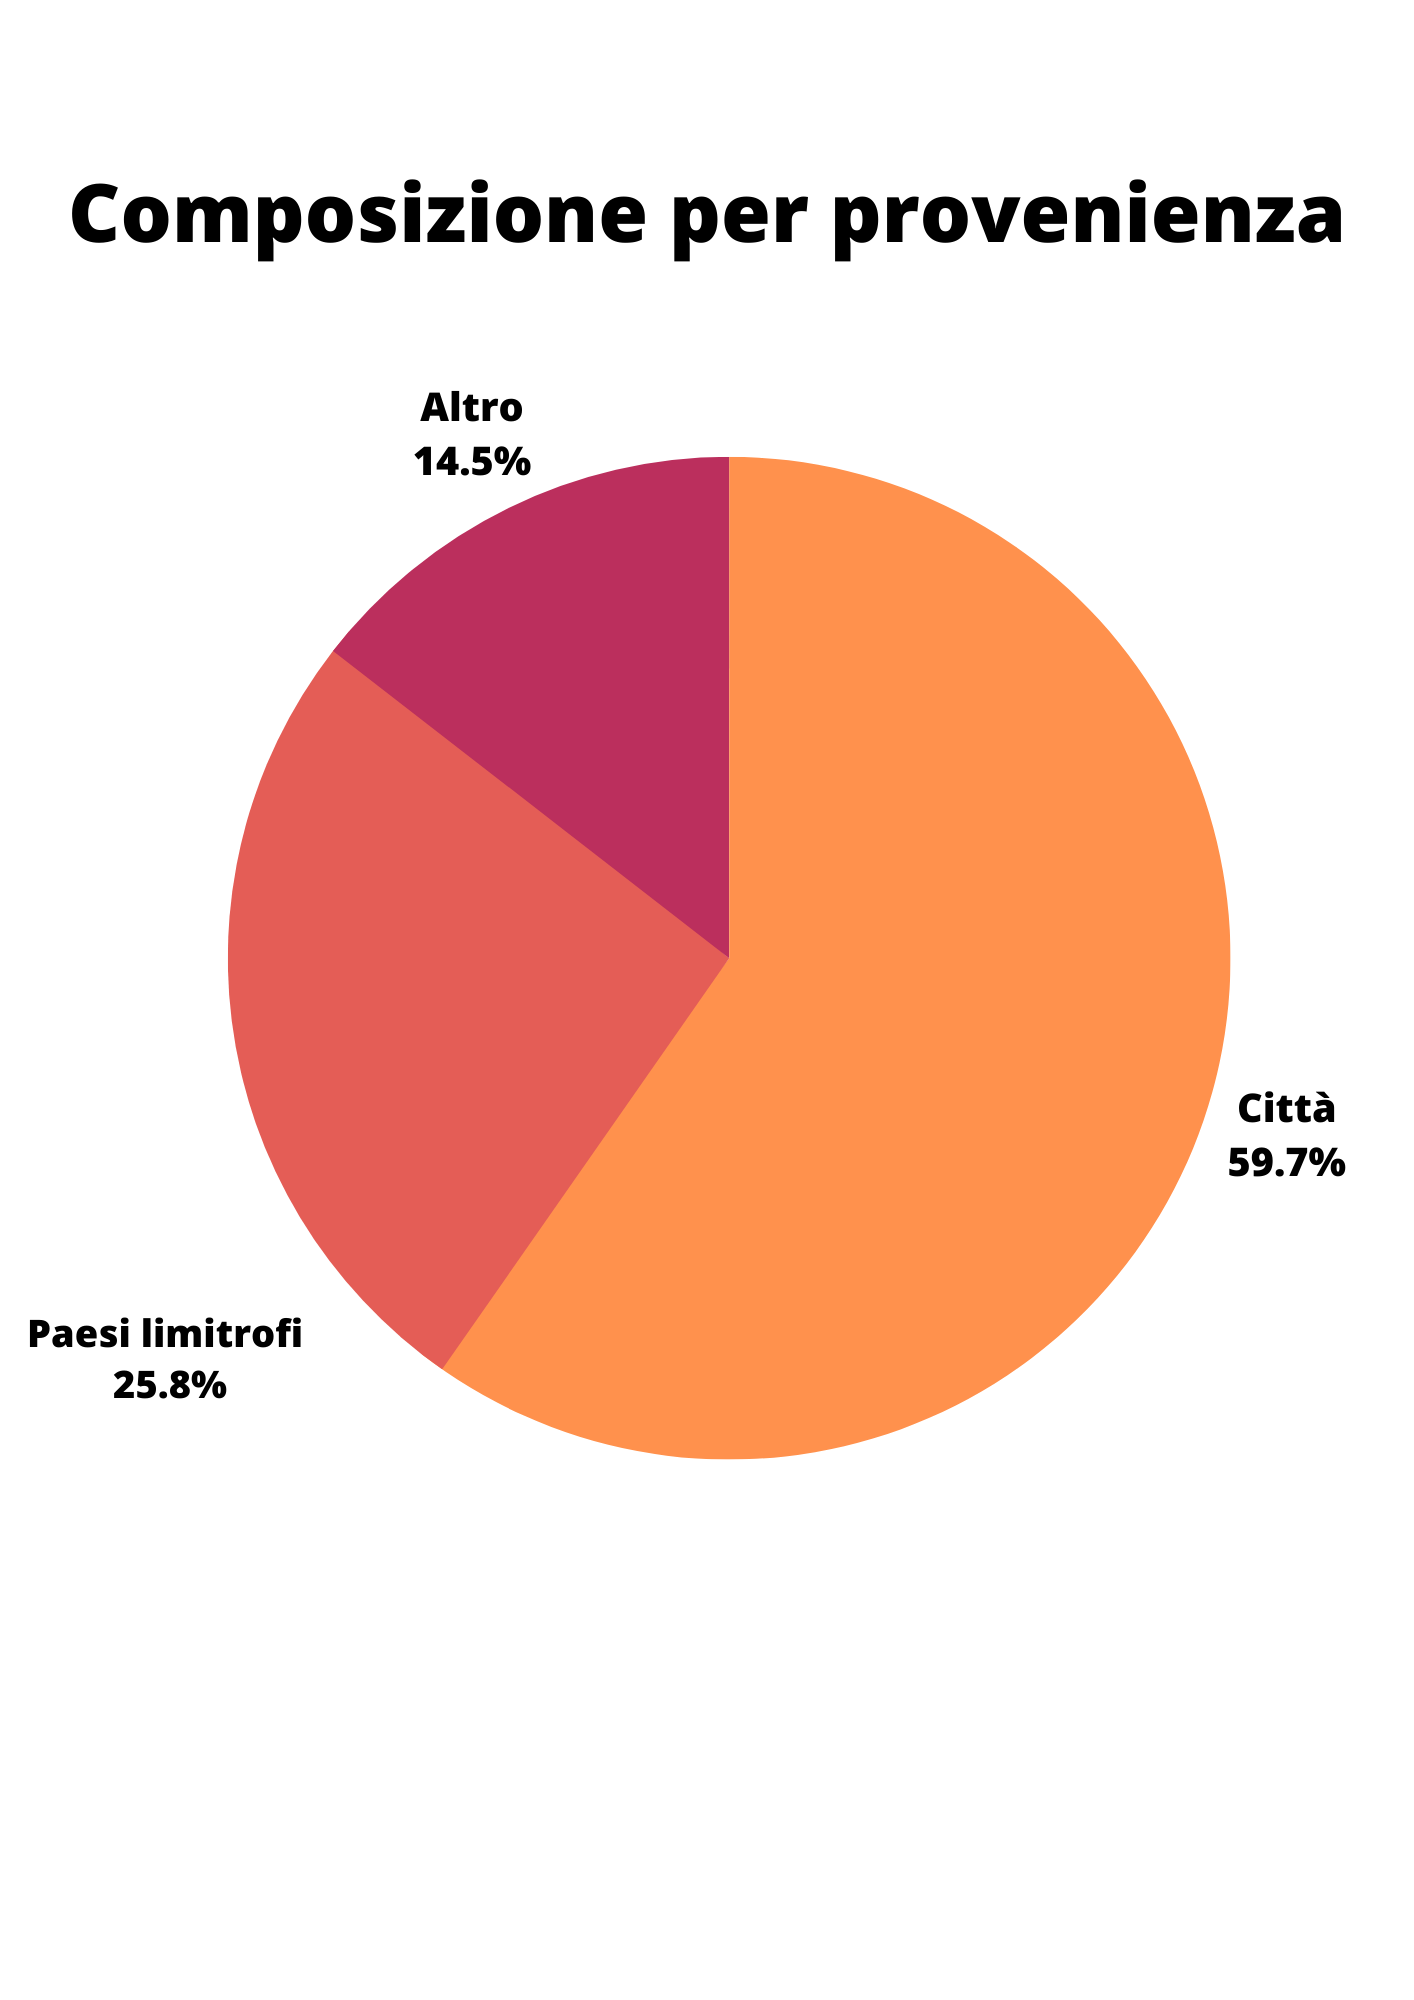 Composizione per provenienza
Altro
14.5%
Città
59.7%
Paesi limitrofi
25.8%